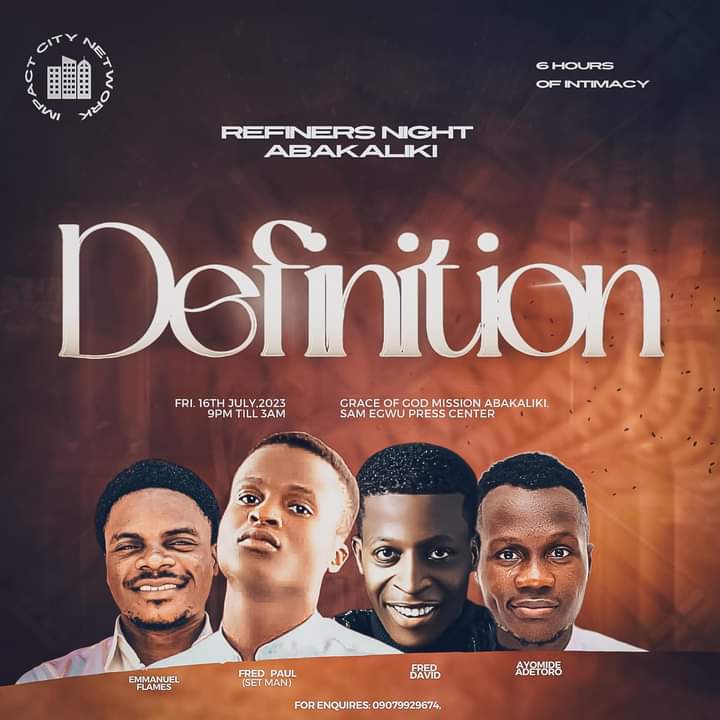 IMPACT CITY NETWORK
6 HOURS
OF INTIMACY
REFINERS NIGHT
ABAKALIKI
Definition
FRI. 16TH JULY,2023
9PM TILL 3AM
GRACE OF GOD MISSION ABAKALIKI.
SAM EGWU PRESS CENTER
EMMANUEL
FLAMES
FRED PAUL
(SET MAN)
FRED
DAVID
AYOMIDE
ADETORO
FOR ENQUIRES: 09079929674,